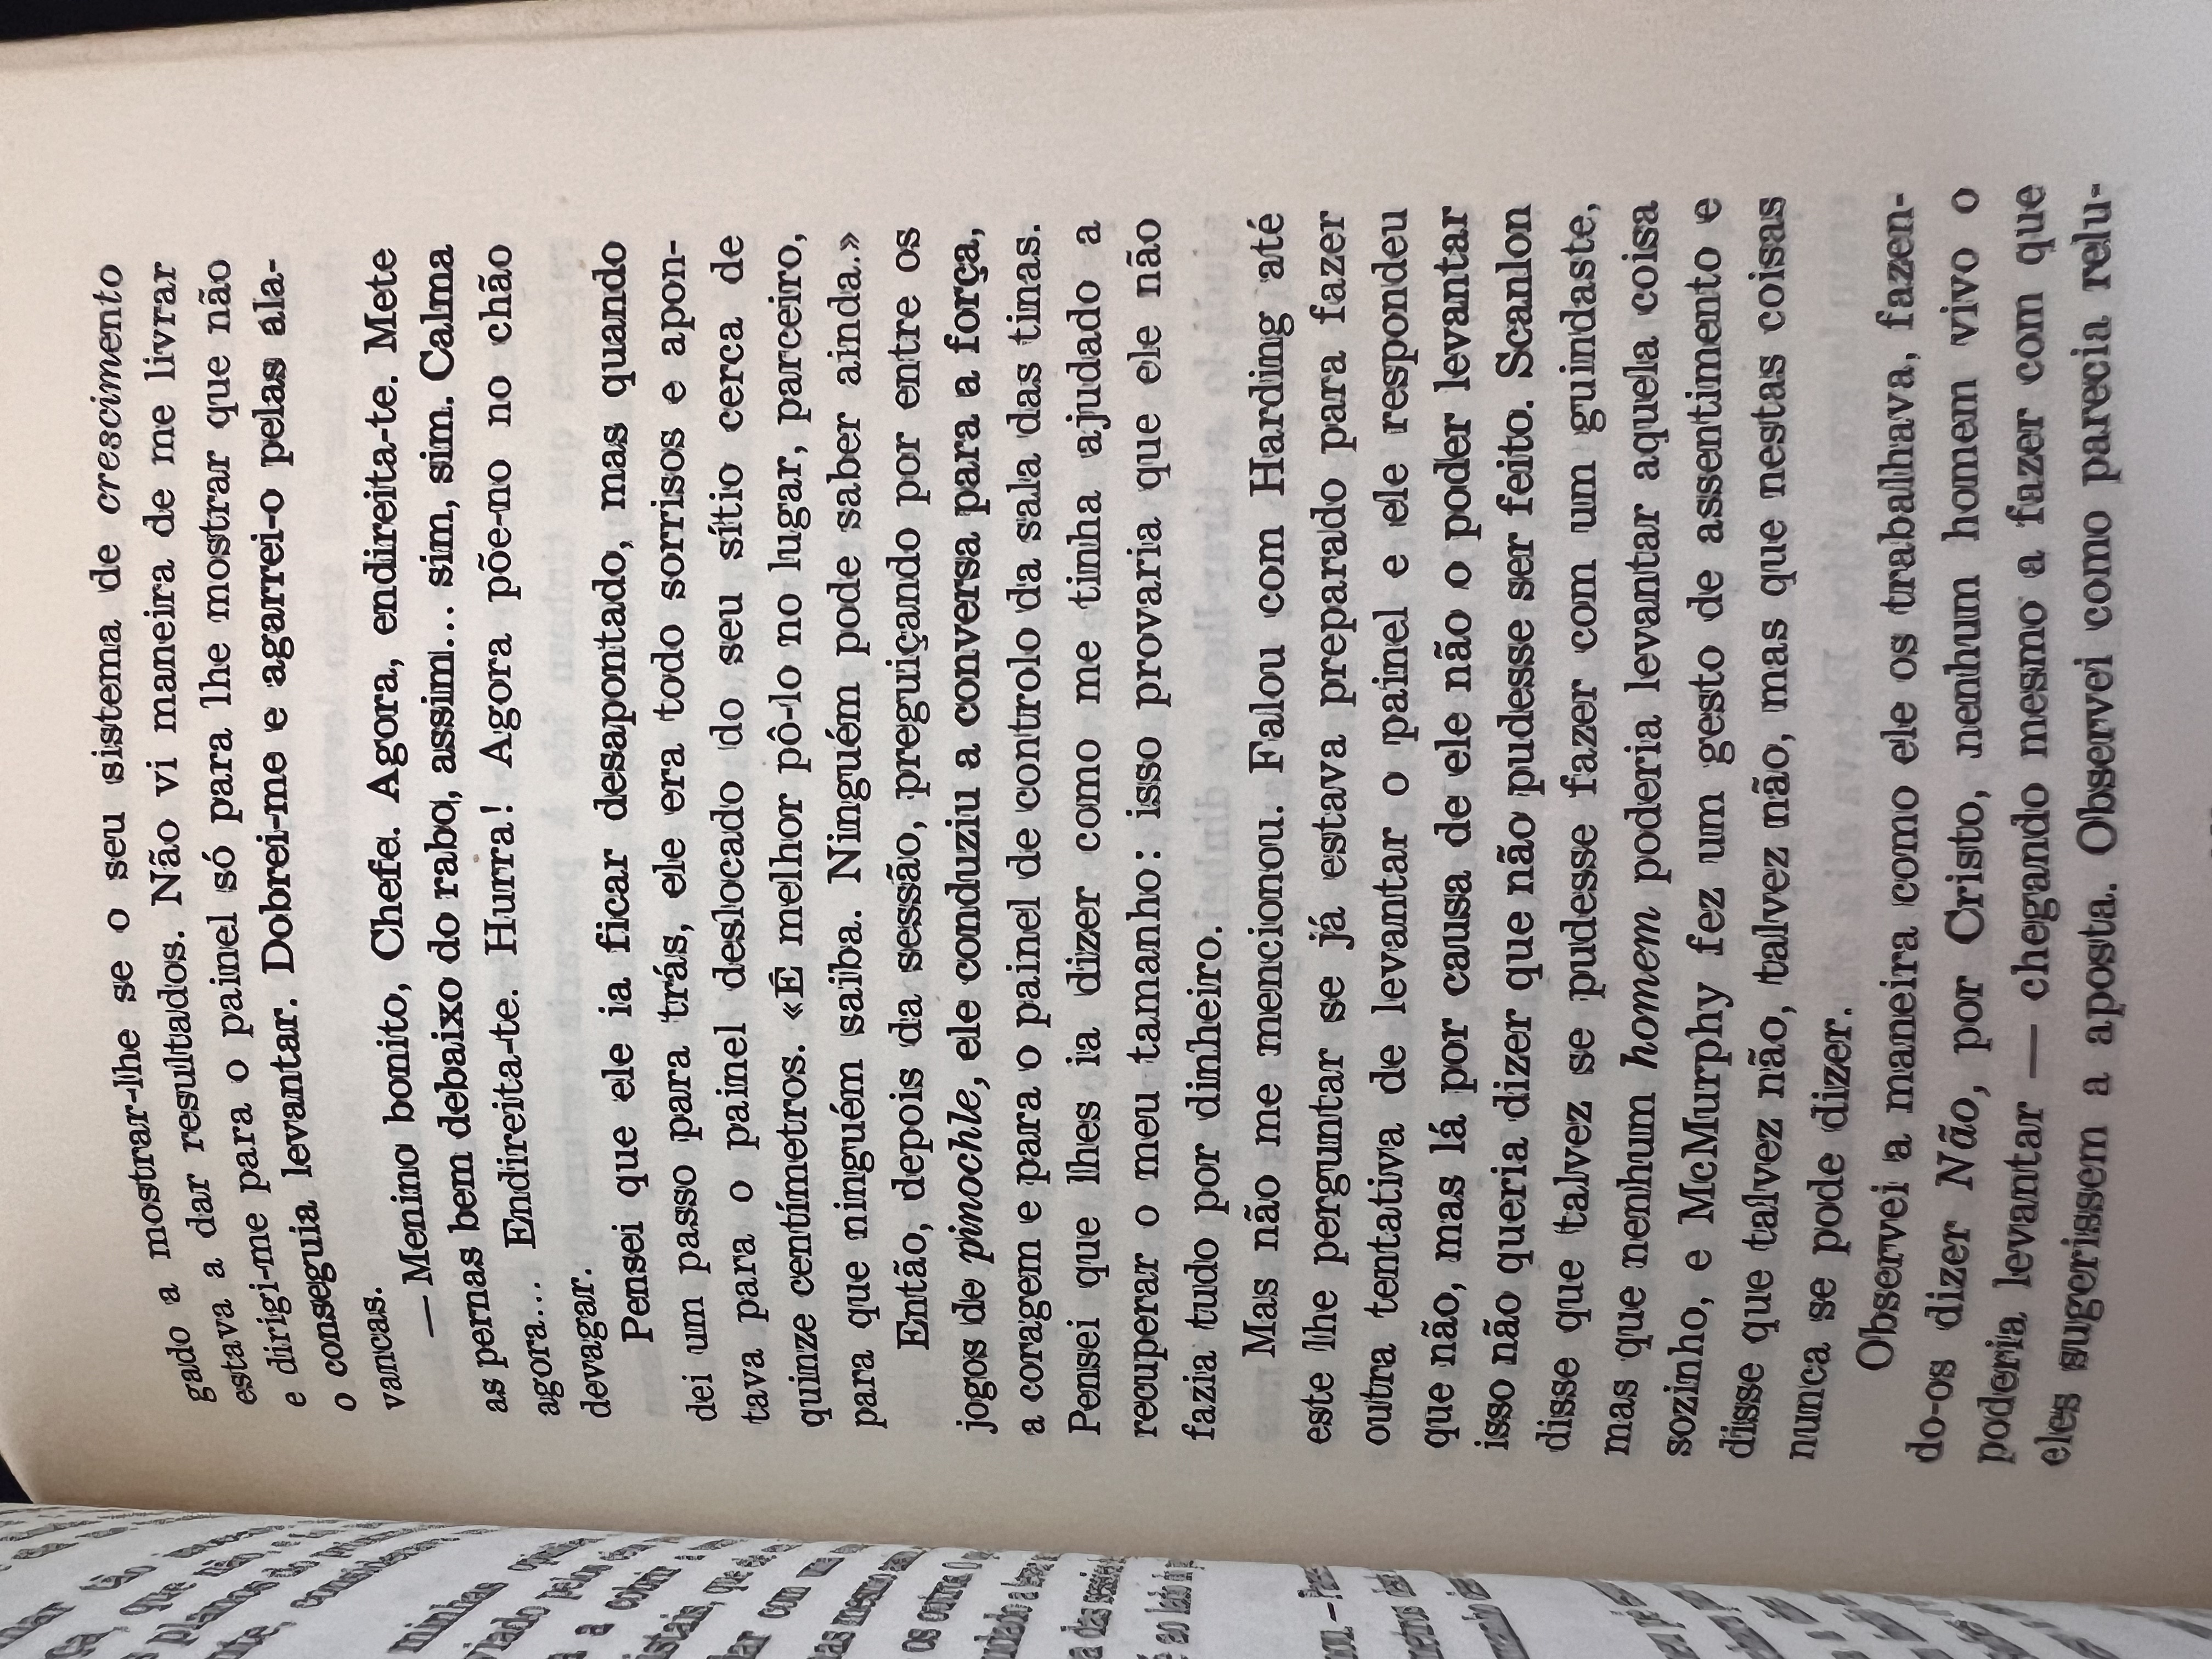 gado a mostrar-lhe se o seu sistema de crescimento
estava a dar resultados. Não vi maneira de me livrar
e dirigi-me para o painel só para lhe mostrar que não
o conseguia levantar. Dobrei-me e agarrei-o pelas ala-
vancas.
— Menino bonito, Chefe. Agora, endireita-te. Mete
as pernas bem debaixo do rabo, assim... sim, sim. Calma
agora... Endireita-te. Hurra! Agora põe-no no chão
devagar.
Pensei que ele ia ficar desapontado, mas quando
dei um passo para trás, ele era todo sorrisos e apon-
tava para o painel deslocado do seu sítio cerca de
quinze centímetros. «É melhor pô-lo no lugar, parceiro,
para que ninguém saiba. Ninguém pode saber ainda.»
Então, depois da sessão, preguiçando por entre os
jogos de pinochle, ele conduziu a conversa para a força,
a coragem e para o painel de controlo da sala das tinas.
Pensei que lhes ia dizer como me tinha ajudado a
recuperar o meu tamanho: isso provaria que ele não
fazia tudo por dinheiro.
Mas não me mencionou. Falou com Harding até
este lhe perguntar se já estava preparado para fazer
outra tentativa de levantar o painel e ele respondeu
que não, mas lá por causa de ele não o poder levantar
isso não queria dizer que não pudesse ser feito. Scanlon
disse que talvez se pudesse fazer com um guindaste,
mas que nenhum homem poderia levantar aquela coisa
sozinho, e McMurphy fez um gesto de assentimento e
disse que talvez não, talvez não, mas que nestas coisas
nunca se pode dizer.
Observei a maneira como ele os trabalhava, fazen-
do-os dizer Não, por Cristo, nenhum homem vivo o
poderia levantar — chegando mesmo a fazer com que
eles sugerissem a aposta. Observei como parecia relu-